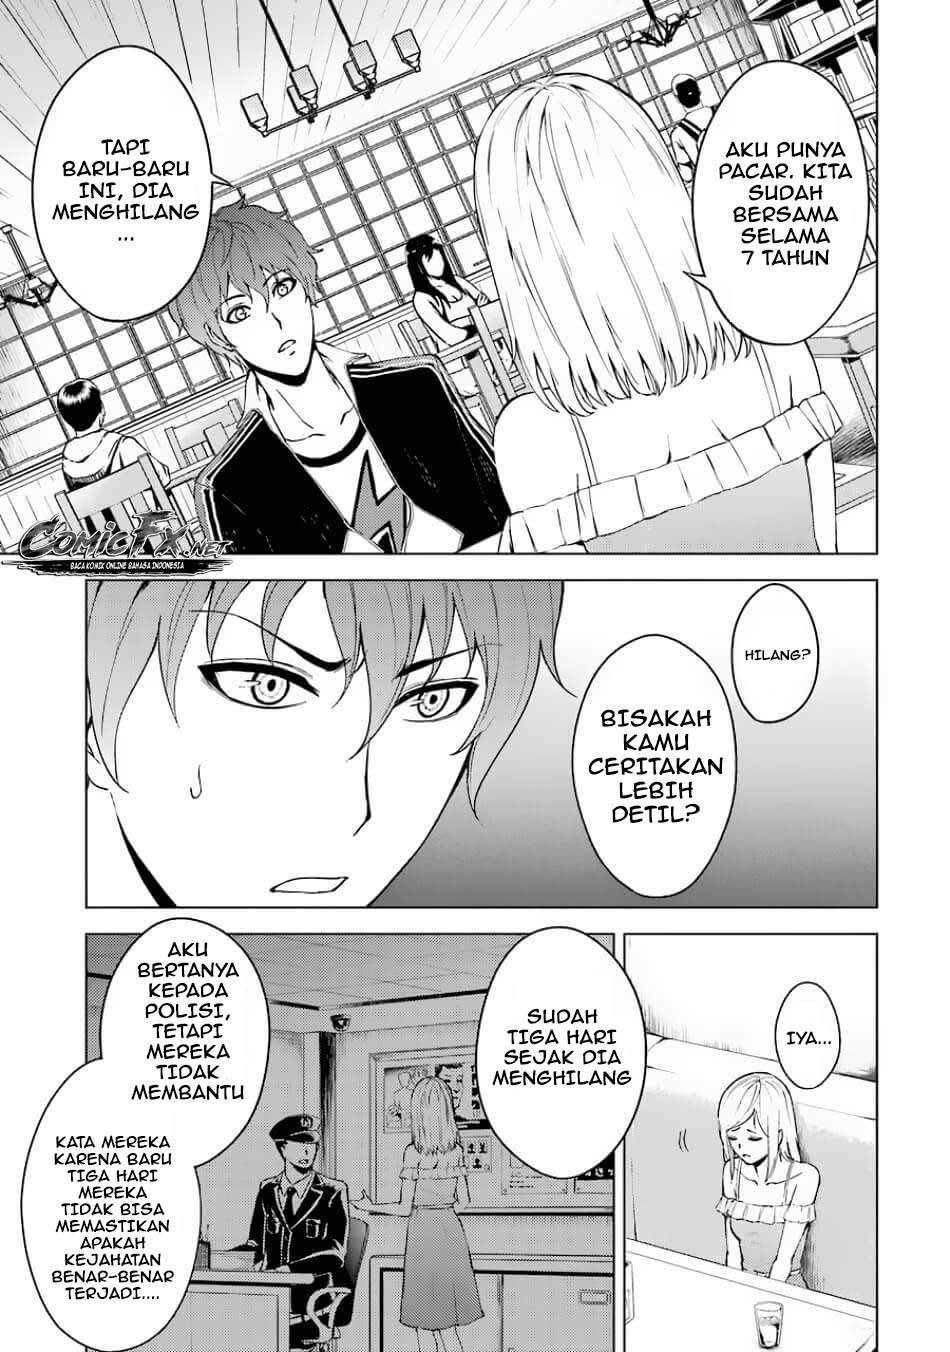 AKU PUNYA
PACAR. KITA
SUDAH
BERSAMA
SELAMA
7 TAHUN
TAPI
BARU-BARU
INI, DIA
MENGHILANG
...
COMICFX.NET
BACA KOMIK ONLINE BAHASA INDONESIA
HILANG?
BISAKAH
KAMU
CERITAKAN
LEBIH
DETIL?
IYA...
SUDAH
TIGA HARI
SEJAK DIA
MENGHILANG
AKU
BERTANYA
KEPADA
POLISI,
TETAPI
MEREKA
TIDAK
MEMBANTU
KATA MEREKA
KARENA BARU
TIGA HARI
MEREKA
TIDAK BISA
MEMASTIKAN
APAKAH
KEJAHATAN
BENAR-BENAR
TERJADI....